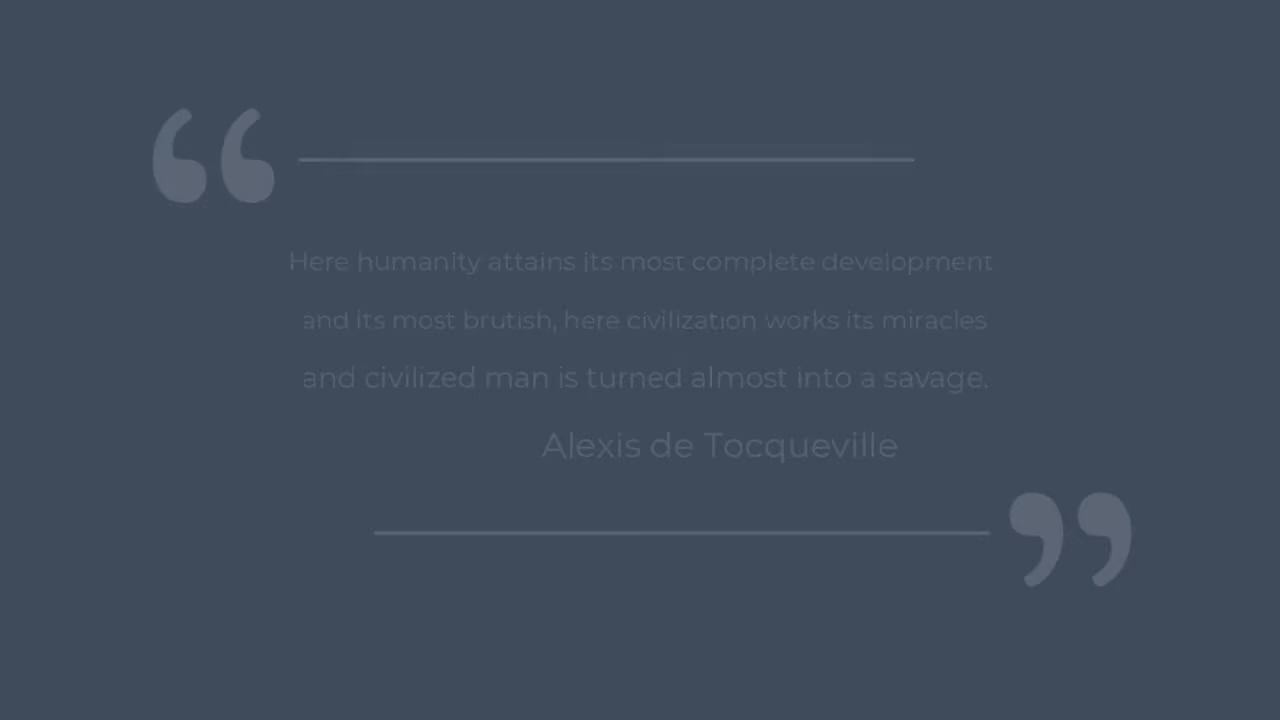 Here humanity attains its most complete development
and its most brutish, here civilization works its miracles
and civilized man is turned almost into a savage.
Alexis de Tocqueville